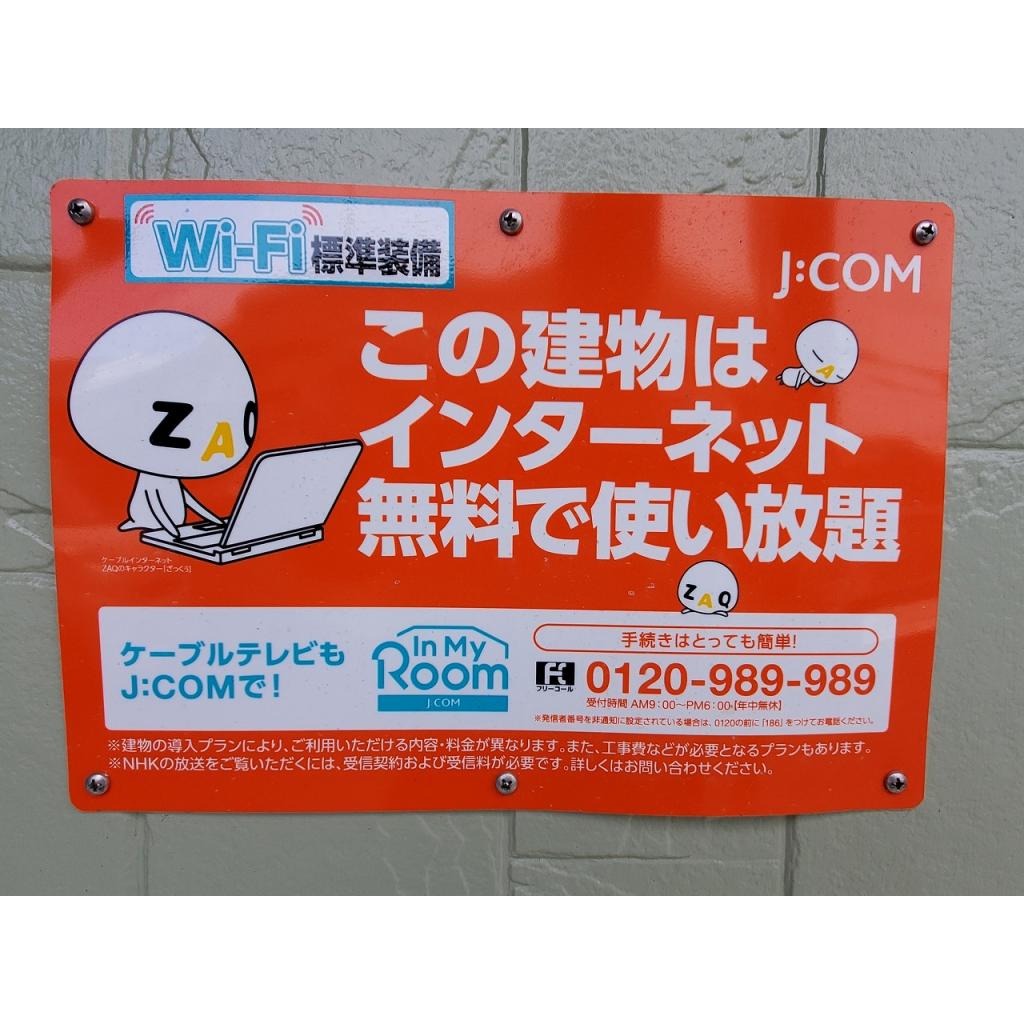 Wi-Fi 標準装備
J:COM
この建物は
インターネット
無料で使い放題
ZAQ
ケーブルインターネット
ZAQのキャラクター「ざっくぅ」
A
ZAQ
ケーブルテレビも
J:COMで!
In My
Room
J:COM
手続きはとっても簡単!
フリーコール
0120-989-989
受付時間 AM9:00～PM6:00【年中無休】
※発信者番号を非通知に設定されている場合は、0120の前に「186」をつけてお電話ください。
※建物の導入プランにより、ご利用いただける内容・料金が異なります。また、工事費などが必要となるプランもあります。
※NHKの放送をご覧いただくには、受信契約および受信料が必要です。詳しくはお問い合わせください。